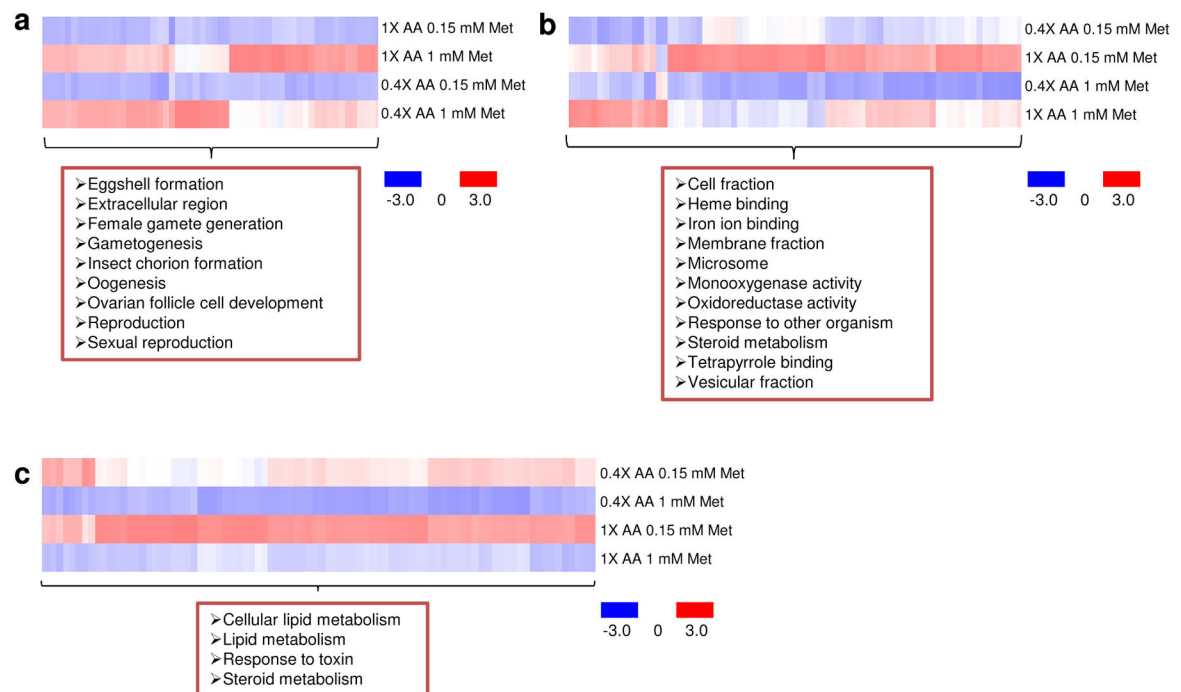 a
1X AA 0.15 mM Met
1X AA 1 mM Met
0.4X AA 0.15 mM Met
0.4X AA 1 mM Met
➢Eggshell formation
➢Extracellular region
➢Female gamete generation
➢Gametogenesis
➢Insect chorion formation
➢Oogenesis
➢Ovarian follicle cell development
➢Reproduction
➢Sexual reproduction
-3.0 0 3.0
b
0.4X AA 0.15 mM Met
1X AA 0.15 mM Met
0.4X AA 1 mM Met
1X AA 1 mM Met
➢Cell fraction
➢Heme binding
➢Iron ion binding
➢Membrane fraction
➢Microsome
➢Monooxygenase activity
➢Oxidoreductase activity
➢Response to other organism
➢Steroid metabolism
➢Tetrapyrrole binding
➢Vesicular fraction
-3.0 0 3.0
c
0.4X AA 0.15 mM Met
0.4X AA 1 mM Met
1X AA 0.15 mM Met
1X AA 1 mM Met
➢Cellular lipid metabolism
➢Lipid metabolism
➢Response to toxin
➢Steroid metabolism
-3.0 0 3.0